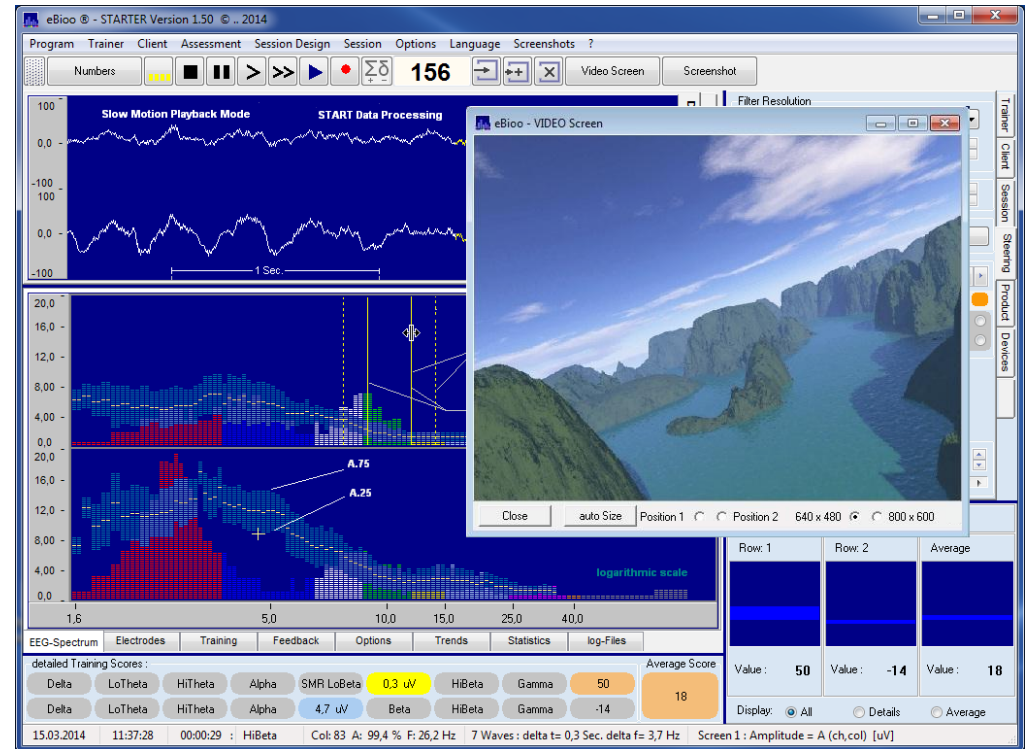 eBioo ® - STARTER Version 1.50 © .. 2014
Program Trainer Client Assessment Session Design Session Options Language Screenshots ?
Numbers Σδ + - 156 Video Screen Screenshot
100
Slow Motion Playback Mode START Data Processing
0,0
-100
100
0,0
-100
1 Sec.
Filter Resolution
Trainer
Client
Session
Steering
Product
Devices
eBioo - VIDEO Screen
Close auto Size Position 1 Position 2 640 x 480 800 x 600
20,0
16,0
12,0
8,00
4,00
0,0
20,0
16,0
12,0
8,00
4,00
0,0
A.75
A.25
logarithmic scale
1,6 5,0 10,0 15,0 25,0 40,0
EEG-Spectrum Electrodes Training Feedback Options Trends Statistics log-Files
Row: 1 Row: 2 Average
Value : 50 Value : -14 Value : 18
Display: All Details Average
detailed Training Scores : Average Score
Delta LoTheta HiTheta Alpha SMR LoBeta 0,3 uV HiBeta Gamma 50
18
Delta LoTheta HiTheta Alpha 4,7 uV Beta HiBeta Gamma -14
15.03.2014 11:37:28 00:00:29 : HiBeta Col: 83 A: 99,4 % F: 26,2 Hz 7 Waves : delta t= 0,3 Sec. delta f= 3,7 Hz Screen 1 : Amplitude = A (ch,col) [uV]